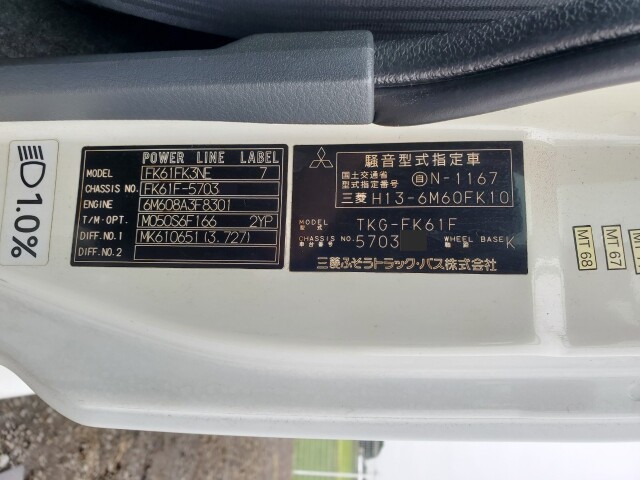 1.0%
POWER LINE LABEL
MODEL FK61FK3NE 7
CHASSIS NO. FK61F-5703
ENGINE 6M608A3F8301
T/M-OPT. M050S6F166 2YP
DIFF.NO.1 MK610651(3.727)
DIFF.NO.2
騒音型式指定車
国土交通省
型式指定番号 自N-1167
三菱 H13-6M60FK10
MODEL 型式 TKG-FK61F
CHASSIS NO. 車台番号 5703 WHEEL BASE K
三菱ふそうトラック・バス株式会社
MT 68
MT 67